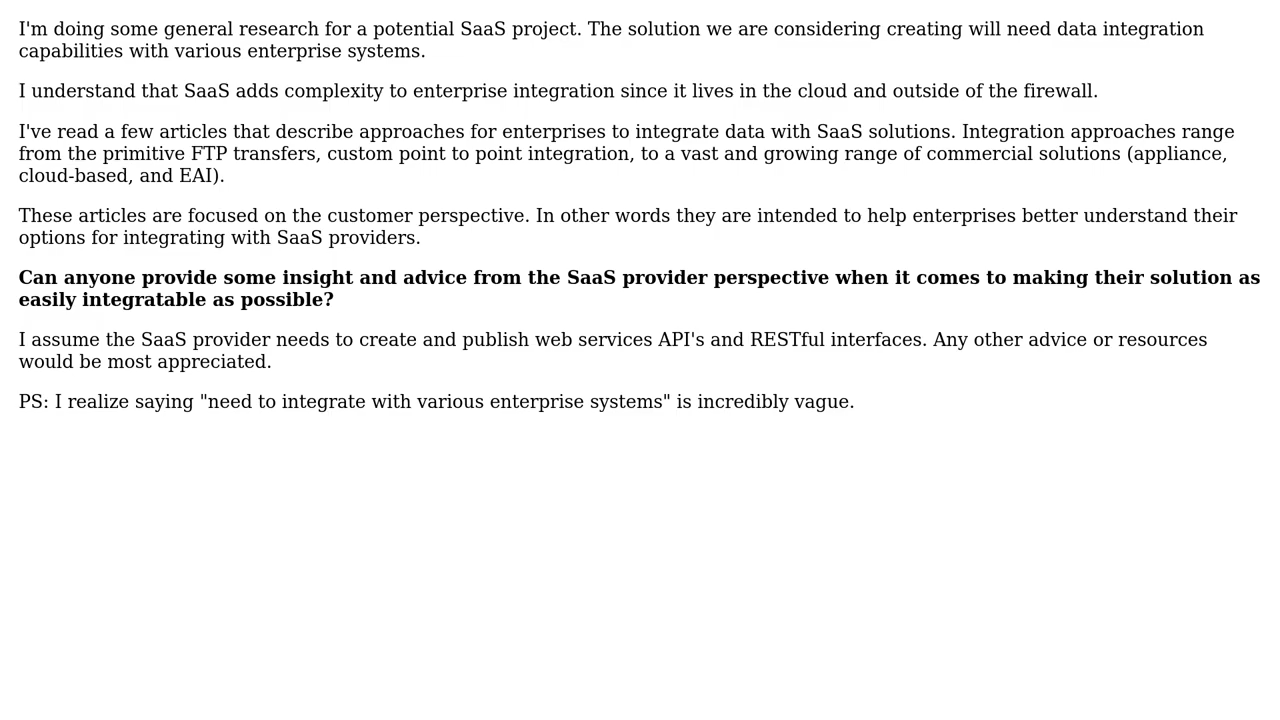 I'm doing some general research for a potential SaaS project. The solution we are considering creating will need data integration
capabilities with various enterprise systems.
I understand that SaaS adds complexity to enterprise integration since it lives in the cloud and outside of the firewall.
I've read a few articles that describe approaches for enterprises to integrate data with SaaS solutions. Integration approaches range
from the primitive FTP transfers, custom point to point integration, to a vast and growing range of commercial solutions (appliance,
cloud-based, and EAI).
These articles are focused on the customer perspective. In other words they are intended to help enterprises better understand their
options for integrating with SaaS providers.
Can anyone provide some insight and advice from the SaaS provider perspective when it comes to making their solution as
easily integratable as possible?
I assume the SaaS provider needs to create and publish web services API's and RESTful interfaces. Any other advice or resources
would be most appreciated.
PS: I realize saying "need to integrate with various enterprise systems" is incredibly vague.